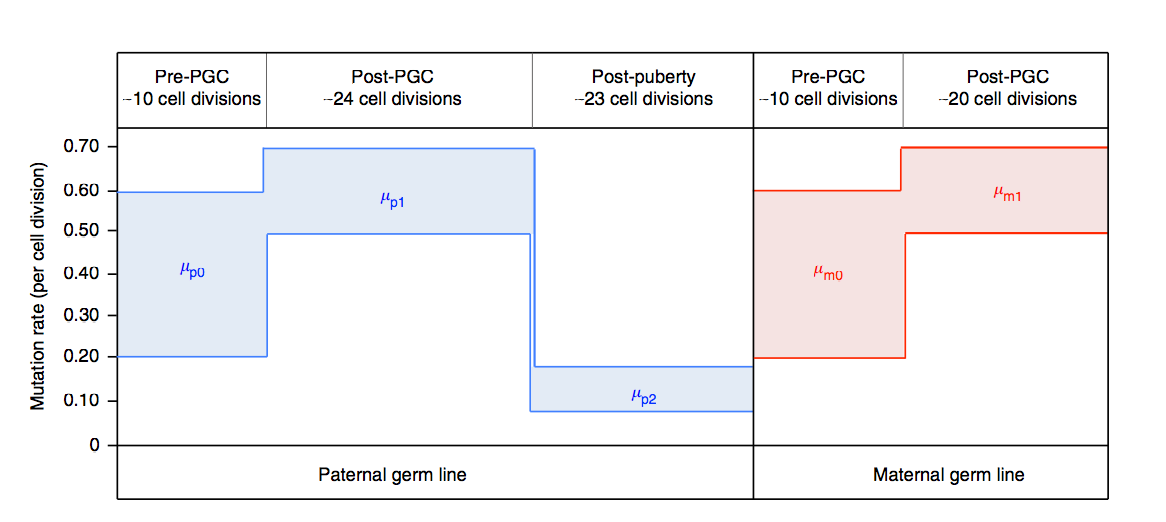 Pre-PGC
~10 cell divisions
Post-PGC
~24 cell divisions
Post-puberty
~23 cell divisions
Pre-PGC
~10 cell divisions
Post-PGC
~20 cell divisions
Mutation rate (per cell division)
0.70
0.60
0.50
0.40
0.30
0.20
0.10
0
μp0
μp1
μp2
μm0
μm1
Paternal germ line
Maternal germ line